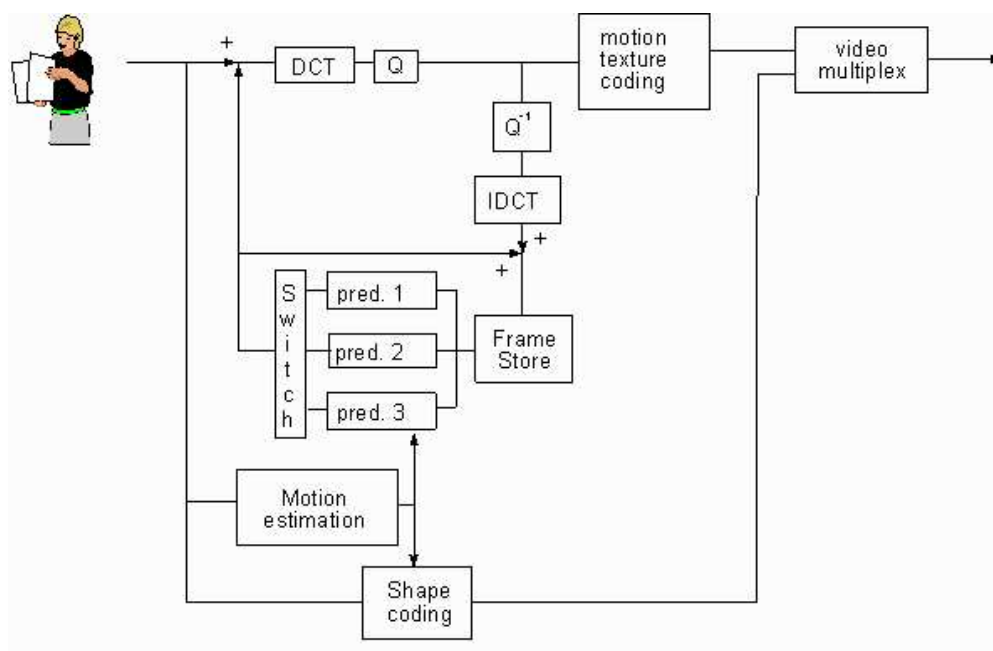 motion
texture
coding
video
multiplex
+
DCT
Q
Q-1
IDCT
+
+
Switch
pred. 1
pred. 2
pred. 3
Frame
Store
Motion
estimation
Shape
coding